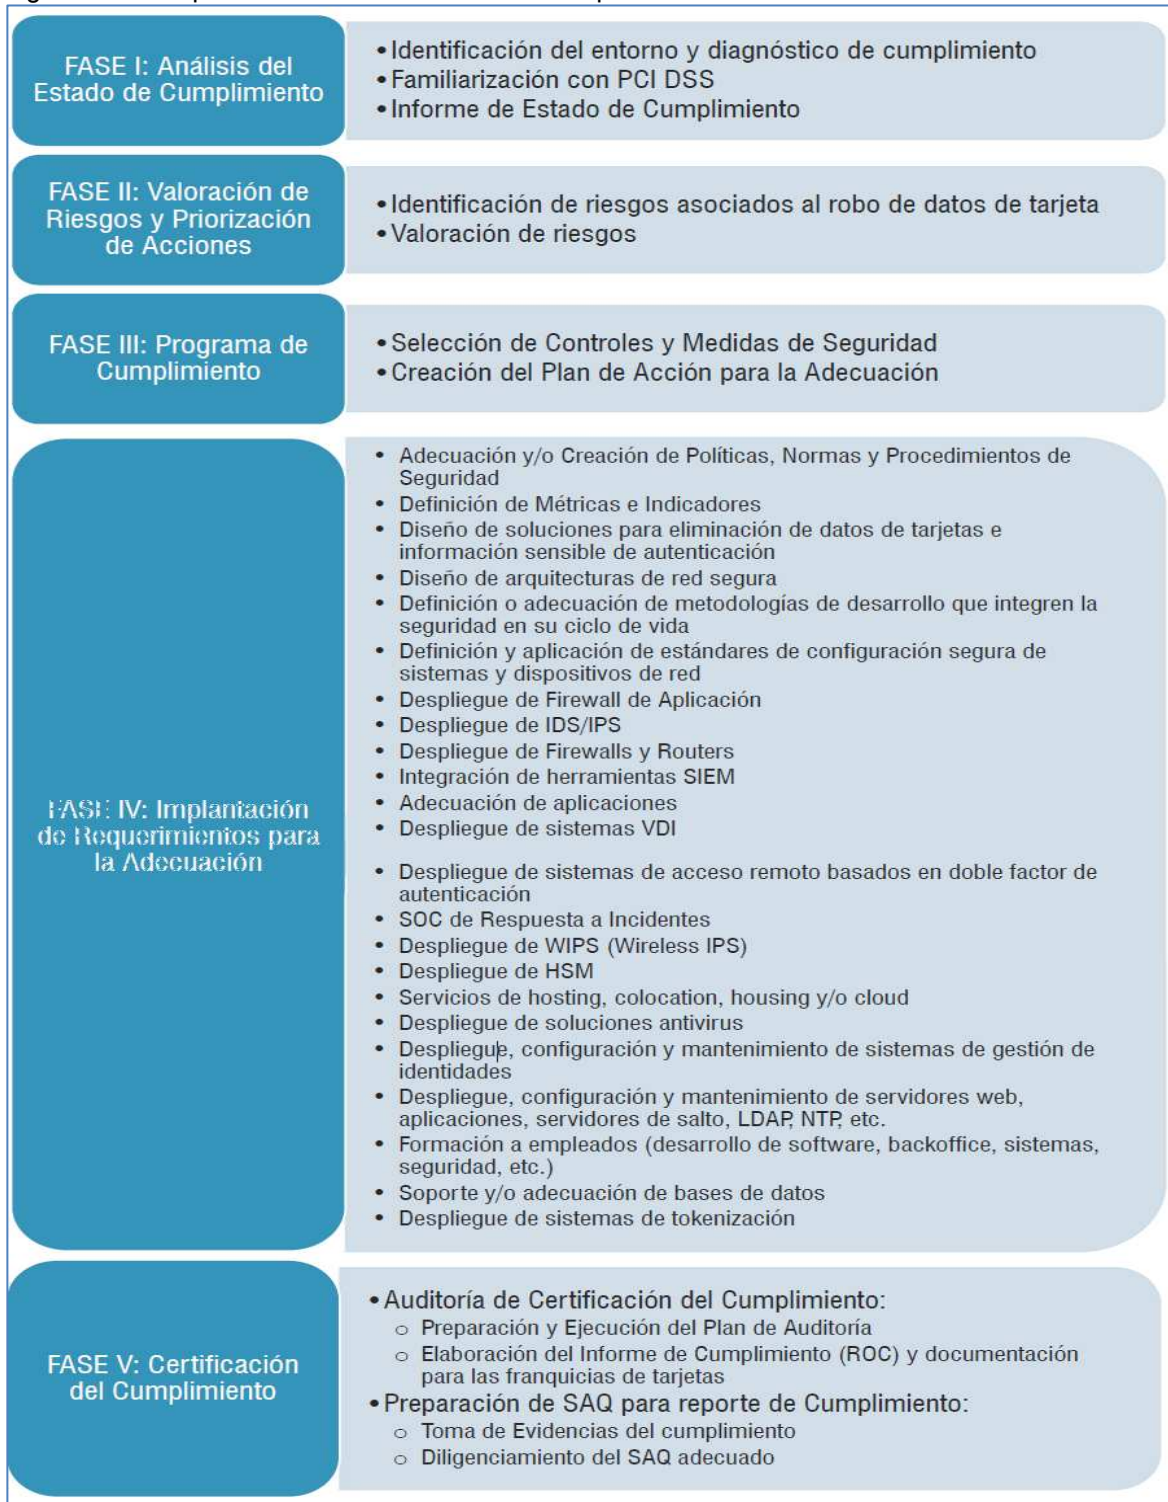 FASE I: Análisis del
Estado de Cumplimiento
•Identificación del entorno y diagnóstico de cumplimiento
•Familiarización con PCI DSS
•Informe de Estado de Cumplimiento
FASE II: Valoración de
Riesgos y Priorización
de Acciones
•Identificación de riesgos asociados al robo de datos de tarjeta
•Valoración de riesgos
FASE III: Programa de
Cumplimiento
•Selección de Controles y Medidas de Seguridad
•Creación del Plan de Acción para la Adecuación
FASE IV: Implantación
de Requerimientos para
la Adecuación
• Adecuación y/o Creación de Políticas, Normas y Procedimientos de
Seguridad
• Definición de Métricas e Indicadores
• Diseño de soluciones para eliminación de datos de tarjetas e
información sensible de autenticación
• Diseño de arquitecturas de red segura
• Definición o adecuación de metodologías de desarrollo que integren la
seguridad en su ciclo de vida
• Definición y aplicación de estándares de configuración segura de
sistemas y dispositivos de red
• Despliegue de Firewall de Aplicación
• Despliegue de IDS/IPS
• Despliegue de Firewalls y Routers
• Integración de herramientas SIEM
• Adecuación de aplicaciones
• Despliegue de sistemas VDI
• Despliegue de sistemas de acceso remoto basados en doble factor de
autenticación
• SOC de Respuesta a Incidentes
• Despliegue de WIPS (Wireless IPS)
• Despliegue de HSM
• Servicios de hosting, colocation, housing y/o cloud
• Despliegue de soluciones antivirus
• Despliegue, configuración y mantenimiento de sistemas de gestión de
identidades
• Despliegue, configuración y mantenimiento de servidores web,
aplicaciones, servidores de salto, LDAP, NTP, etc.
• Formación a empleados (desarrollo de software, backoffice, sistemas,
seguridad, etc.)
• Soporte y/o adecuación de bases de datos
• Despliegue de sistemas de tokenización
FASE V: Certificación
del Cumplimiento
•Auditoría de Certificación del Cumplimiento:
o Preparación y Ejecución del Plan de Auditoría
o Elaboración del Informe de Cumplimiento (ROC) y documentación
para las franquicias de tarjetas
•Preparación de SAQ para reporte de Cumplimiento:
o Toma de Evidencias del cumplimiento
o Diligenciamiento del SAQ adecuado